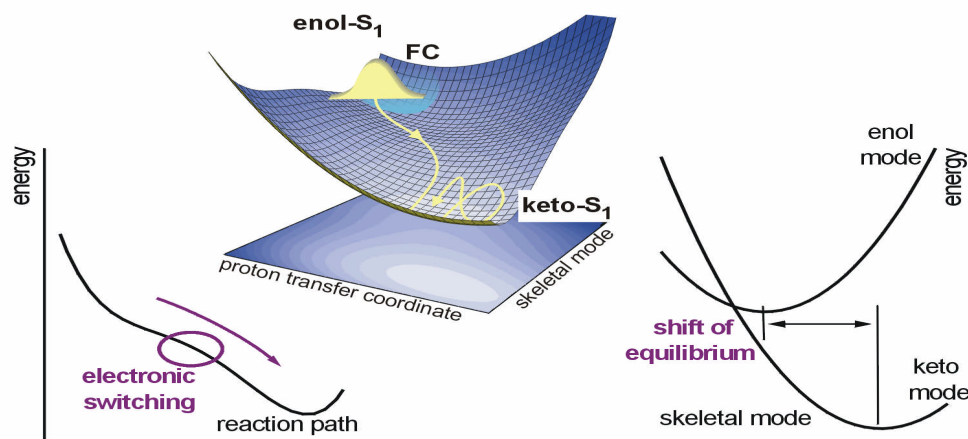 enol-S1
FC
keto-S1
proton transfer coordinate
skeletal mode
energy
electronic
switching
reaction path
enol
mode
energy
shift of
equilibrium
keto
mode
skeletal mode